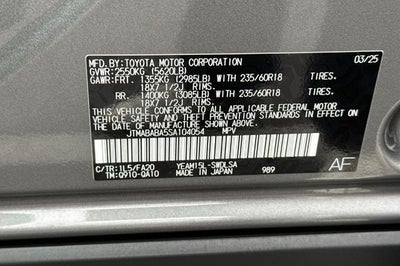 MFD.BY:TOYOTA MOTOR CORPORATION 03/25
GVWR:2550KG (5620LB)
GAWR:FRT. 1355KG (2985LB) WITH 235/60R18 TIRES.
18X7 1/2J RIMS.
RR. 1400KG (3085LB) WITH 235/60R18 TIRES.
18X7 1/2J RIMS.
THIS VEHICLE CONFORMS TO ALL APPLICABLE FEDERAL MOTOR
VEHICLE SAFETY AND THEFT PREVENTION STANDARDS IN EFFECT
ON THE DATE OF MANUFACTURE SHOWN ABOVE.
JTMABABA5SA104054 MPV
C/TR:1L5/FA20 YEAM15L-SWDLSA
TM:Q910-QA10 MADE IN JAPAN 989
AF